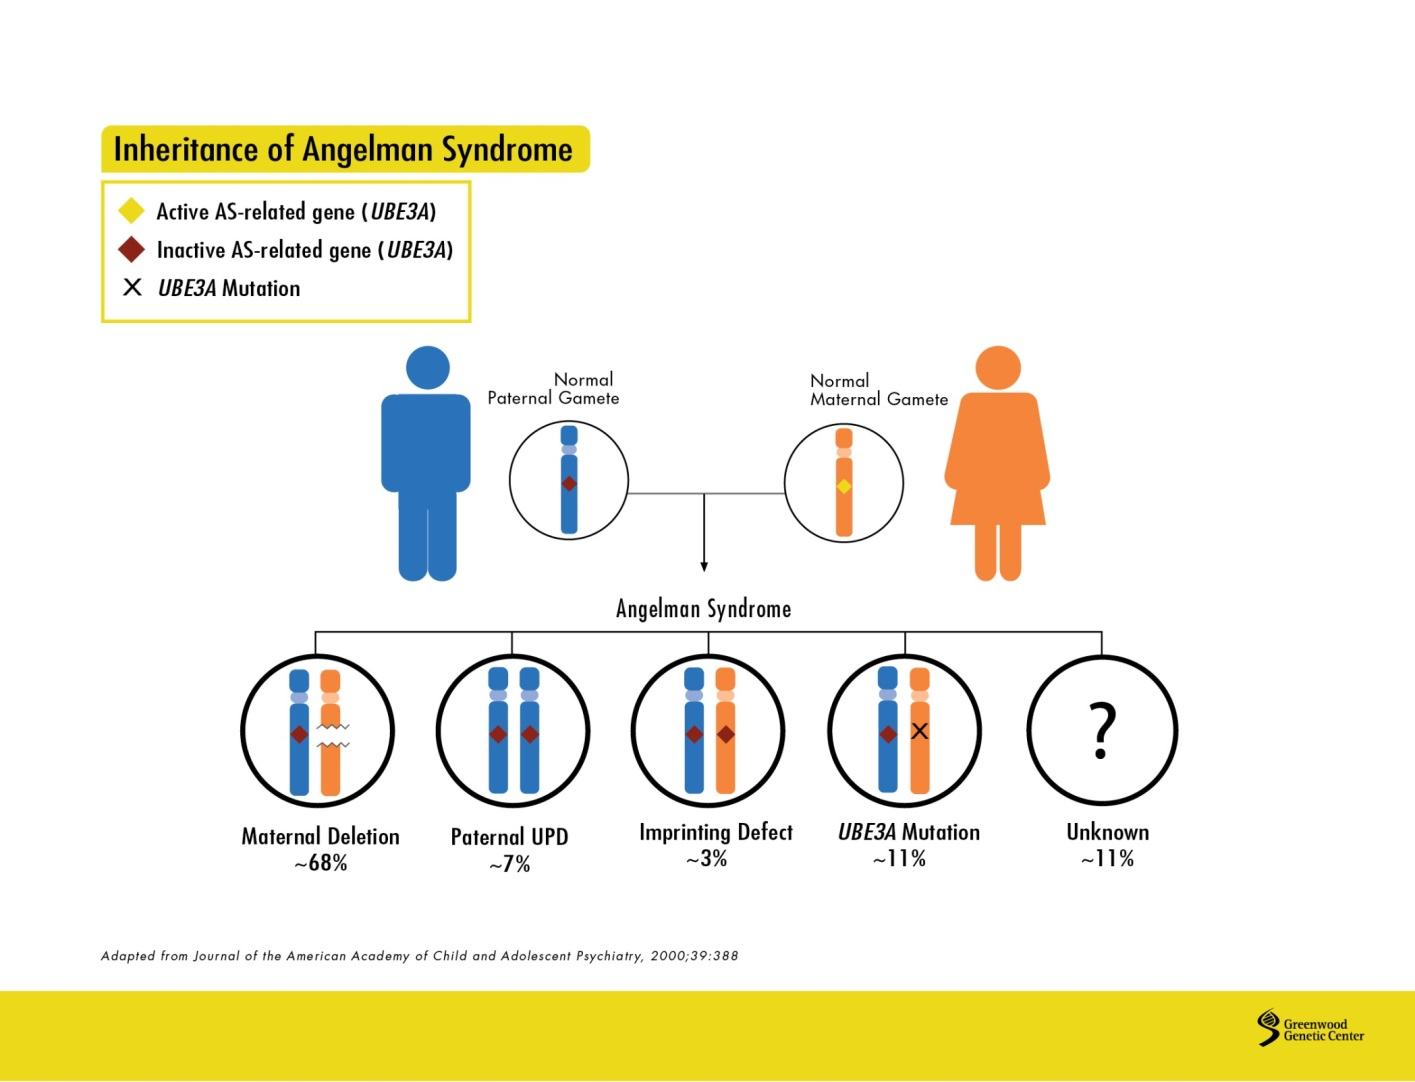 Inheritance of Angelman Syndrome
Active AS-related gene (UBE3A)
Inactive AS-related gene (UBE3A)
X UBE3A Mutation
Normal
Paternal Gamete
Normal
Maternal Gamete
Angelman Syndrome
X
?
Maternal Deletion
~68%
Paternal UPD
~7%
Imprinting Defect
~3%
UBE3A Mutation
~11%
Unknown
~11%
Adapted from Journal of the American Academy of Child and Adolescent Psychiatry, 2000;39:388
Greenwood
Genetic Center